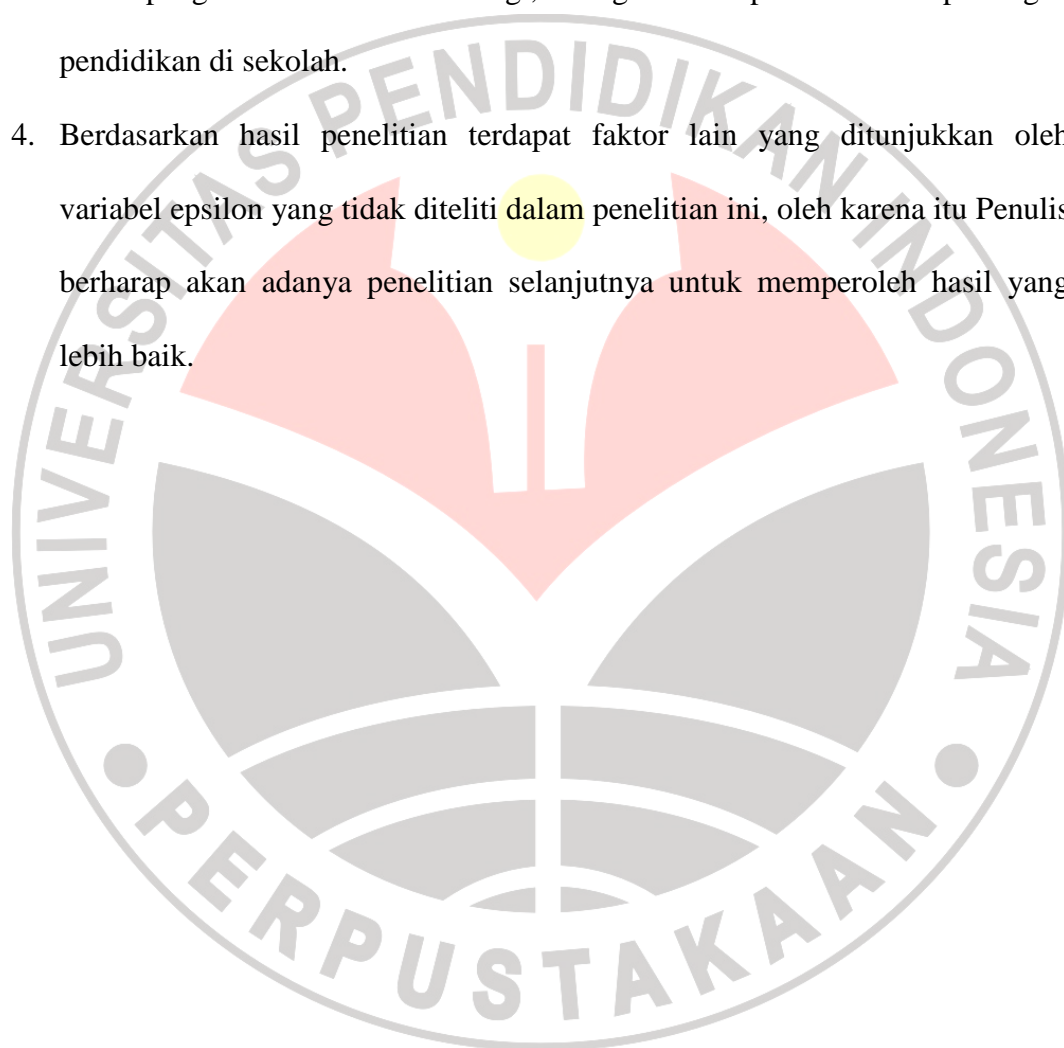 pendidikan di sekolah.
4. Berdasarkan hasil penelitian terdapat faktor lain yang ditunjukkan oleh
variabel epsilon yang tidak diteliti dalam penelitian ini, oleh karena itu Penulis
berharap akan adanya penelitian selanjutnya untuk memperoleh hasil yang
lebih baik.
UNIVERSITAS PENDIDIKAN INDONESIA
PERPUSTAKAAN